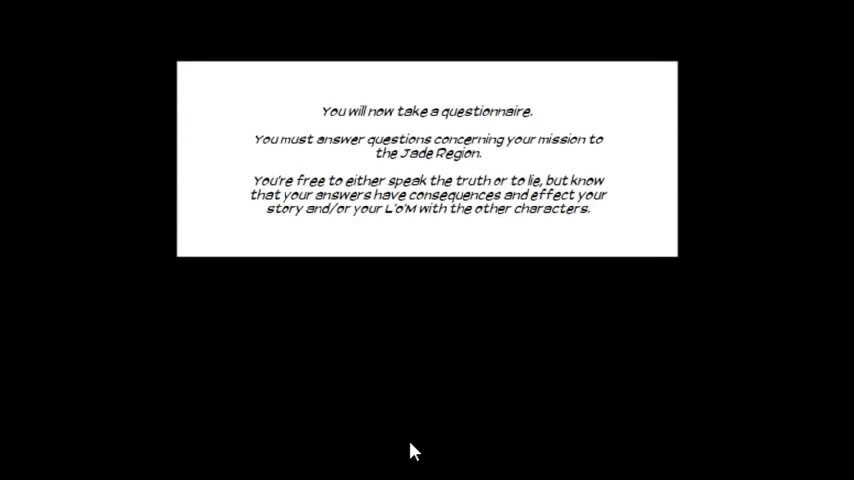 You will now take a questionnaire.
You must answer questions concerning your mission to
the Jade Region.
You're free to either speak the truth or to lie, but know
that your answers have consequences and effect your
story and/or your L'o'M with the other characters.